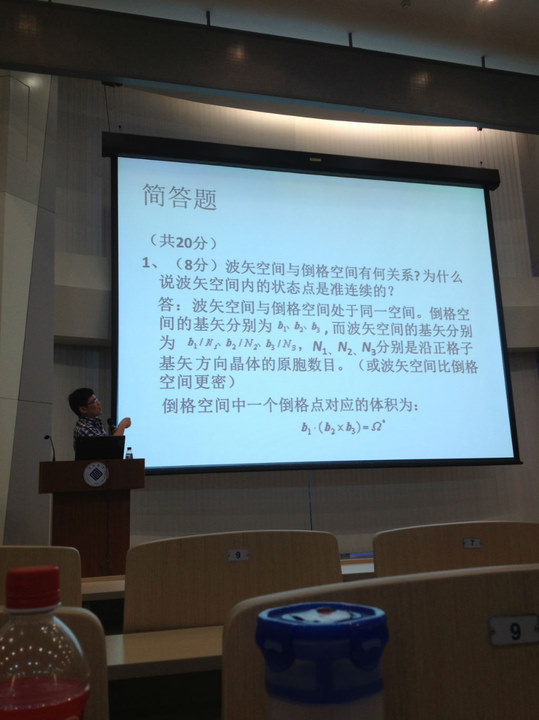 简答题
（共20分）
1、（8分）波矢空间与倒格空间有何关系?为什么
说波矢空间内的状态点是准连续的？
答：波矢空间与倒格空间处于同一空间。倒格空
间的基矢分别为 b₁、b₂、b₃，而波矢空间的基矢分别
为 b₁/N₁、b₂/N₂、b₃/N₃，N₁、N₂、N₃分别是沿正格子
基矢方向晶体的原胞数目。（或波矢空间比倒格
空间更密）
倒格空间中一个倒格点对应的体积为：
b₁·(b₂×b₃)=Ω*
8
7
9